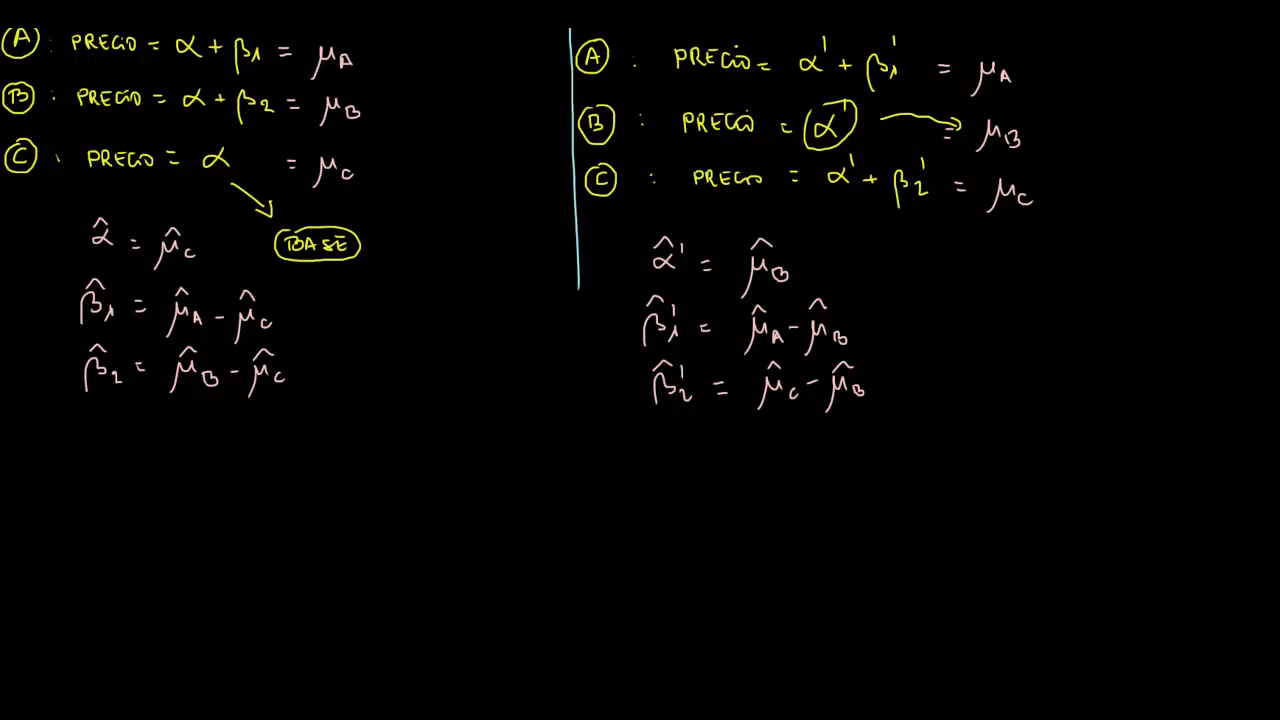 Ⓐ : PRECIO = α + β1 = μA
Ⓑ : PRECIO = α + β2 = μB
Ⓒ : PRECIO = α = μC
BASE
α̂ = μ̂C
β̂1 = μ̂A - μ̂C
β̂2 = μ̂B - μ̂C
Ⓐ : PRECIO = α' + β1' = μA
Ⓑ : PRECIO = α' = μB
Ⓒ : PRECIO = α' + β2' = μC
α̂' = μ̂B
β̂1' = μ̂A - μ̂B
β̂2' = μ̂C - μ̂B